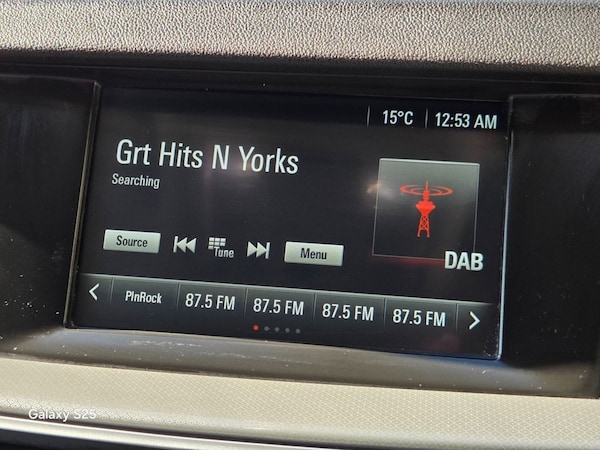 15°C 12:53 AM
Grt Hits N Yorks
Searching
Source Tune Menu
DAB
PlnRock 87.5 FM 87.5 FM 87.5 FM 87.5 FM
Galaxy S25